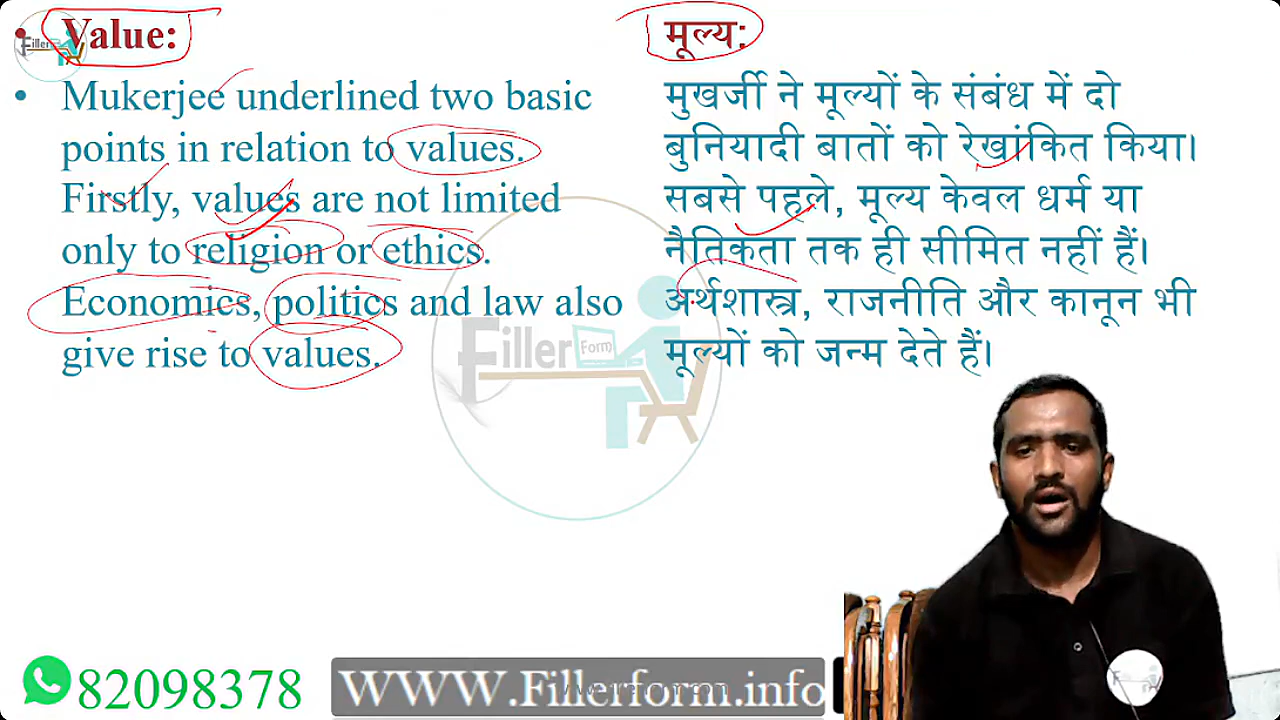 Value:
Mukerjee underlined two basic
points in relation to values.
Firstly, values are not limited
only to religion or ethics.
Economics, politics and law also
give rise to values.
मूल्य:
मुखर्जी ने मूल्यों के संबंध में दो
बुनियादी बातों को रेखांकित किया।
सबसे पहले, मूल्य केवल धर्म या
नैतिकता तक ही सीमित नहीं हैं।
अर्थशास्त्र, राजनीति और कानून भी
मूल्यों को जन्म देते हैं।
Filler
Form
82098378
WWW.Fillerform.info